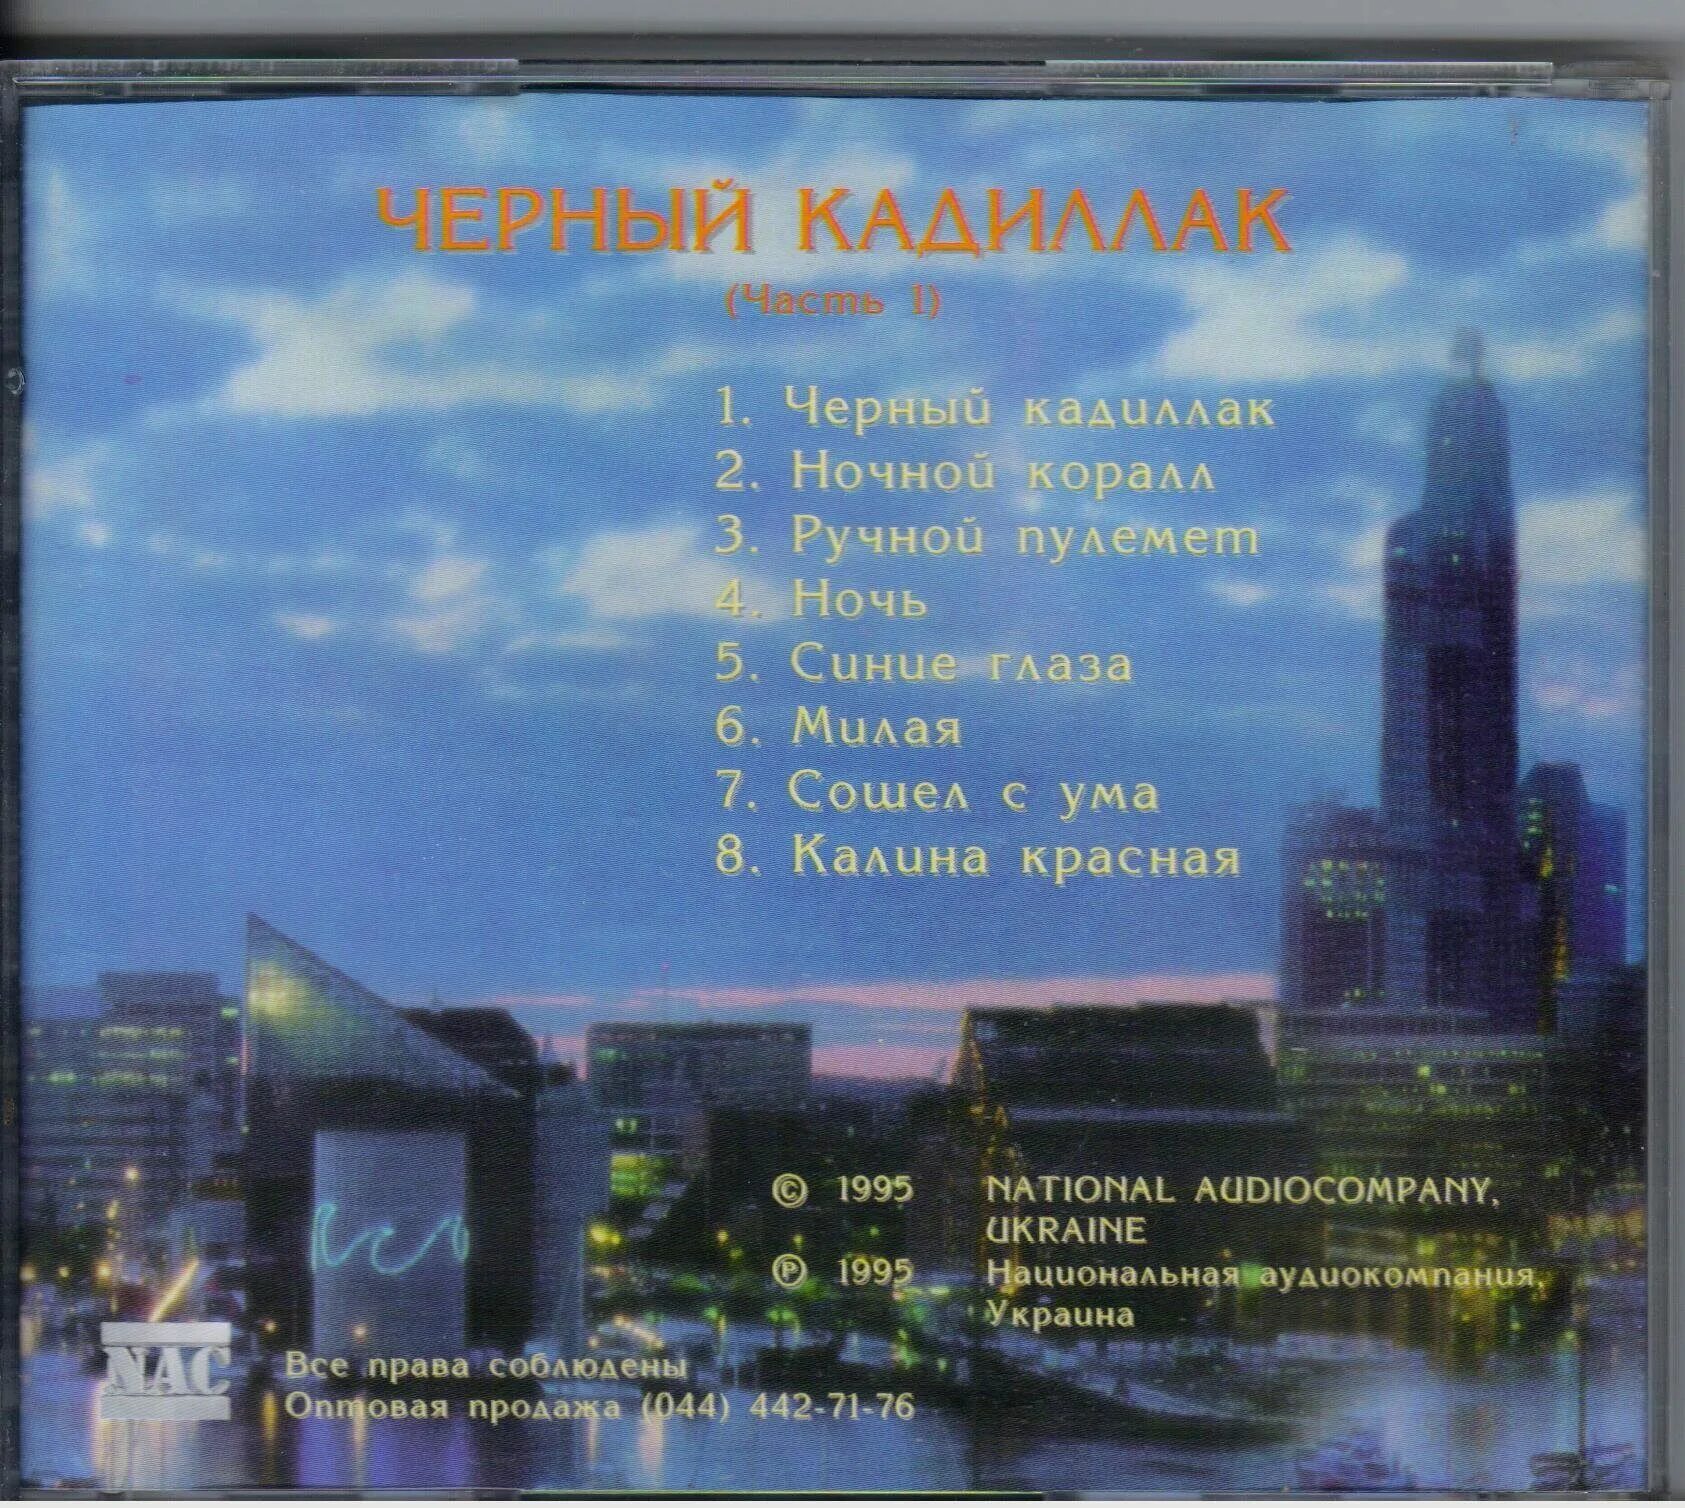 ЧЕРНЫЙ КАДИЛЛАК
(Часть 1)
1. Черный кадиллак
2. Ночной коралл
3. Ручной пулемет
4. Ночь
5. Синие глаза
6. Милая
7. Сошел с ума
8. Калина красная
© 1995 NATIONAL AUDIOCOMPANY,
UKRAINE
℗ 1995 Национальная аудиокомпания,
Украина
NAC
Все права соблюдены
Оптовая продажа (044) 442-71-76